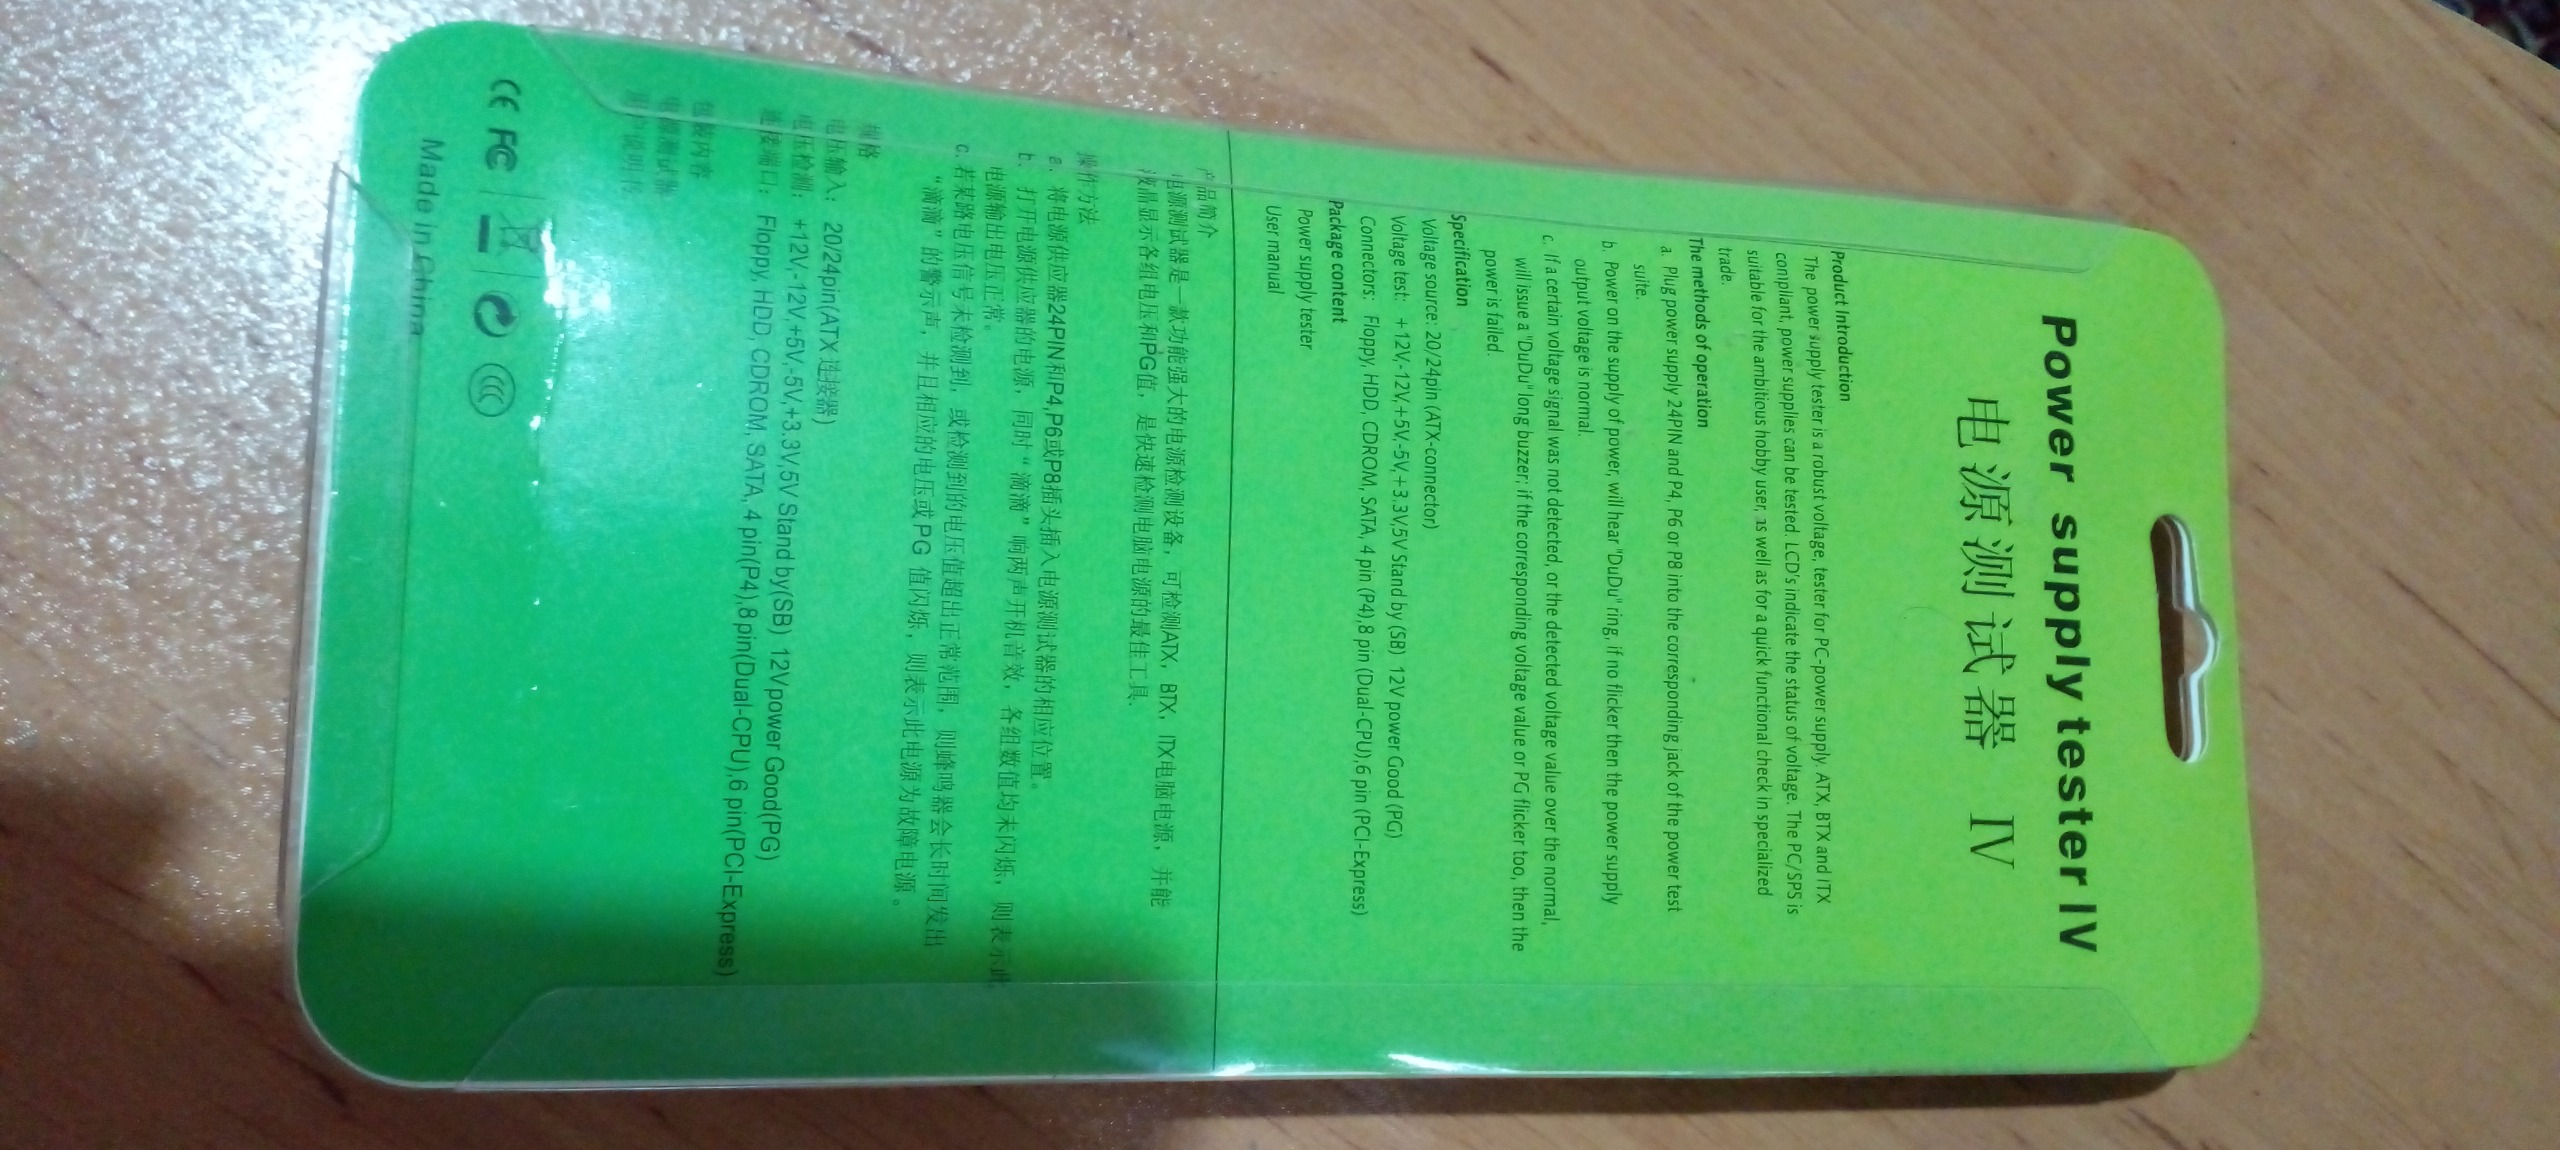 Power supply tester IV
电源测试器 IV
Product Introduction
The power supply tester is a robust voltage, tester for PC-power supply. ATX, BTX and ITX
compliant, power supplies can be tested. LCD's indicate the status of voltage. The PC/SPS is
suitable for the ambitious hobby user, as well as for a quick functional check in specialized
trade.
The methods of operation
a. Plug power supply 24PIN and P4, P6 or P8 into the corresponding jack of the power test
suite.
b. Power on the supply of power, will hear "DuDu" ring, if no flicker then the power supply
output voltage is normal.
c. If a certain voltage signal was not detected, or the detected voltage value over the normal,
will issue a "DuDu" long buzzer; if the corresponding voltage value or PG flicker too, then the
power is failed.
Specification
Voltage source: 20/24pin (ATX-connector)
Voltage test: +12V,-12V,+5V,-5V,+3.3V,5V Stand by (SB) 12V power Good (PG)
Connectors: Floppy, HDD, CDROM, SATA, 4 pin (P4),8 pin (Dual-CPU),6 pin (PCI-Express)
Package content
Power supply tester
User manual
产品简介
电源测试器是一款功能强大的电源检测设备，可检测ATX，BTX，ITX电脑电源，并能
液晶显示各组电压和PG值，是快速检测电脑电源的最佳工具
操作方法
a. 将电源供应器24PIN和P4,P6或P8插头插入电源测试器的相应位置。
b. 打开电源供应器的电源，同时“滴滴”响两声开机音效，各组数值均未闪烁，则表示此
电源输出电压正常。
c. 若某路电压信号未检测到，或检测到的电压值超出正常范围，则峰鸣器会长时间发出
“滴滴”的警示声，并且相应的电压或PG 值闪烁，则表示此电源为故障电源。
规格
电压输入： 20/24pin(ATX 连接器)
电压检测： +12V,-12V,+5V,-5V,+3.3V,5V Stand by(SB) 12V power Good(PG)
连接端口： Floppy, HDD, CDROM, SATA, 4 pin(P4),8 pin(Dual-CPU),6 pin(PCI-Express)
包装内容
电源测试器
用户说明书
CE FC
Made in China